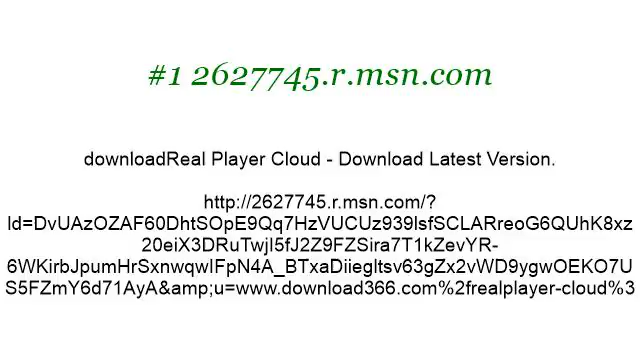 #1 2627745.r.msn.com
downloadReal Player Cloud - Download Latest Version.
http://2627745.r.msn.com/?
ld=DvUAzOZAF60DhtSOpE9Qq7HzVUCUz939lsfSCLARreoG6QUhK8xz
20eiX3DRuTwjI5fJ2Z9FZSira7T1kZevYR-
6WKirbJpumHrSxnwqwIFpN4A_BTxaDiiegltsv63gZx2vWD9ygwOEKO7U
S5FZmY6d71AyA&amp;u=www.download366.com%2frealplayer-cloud%3